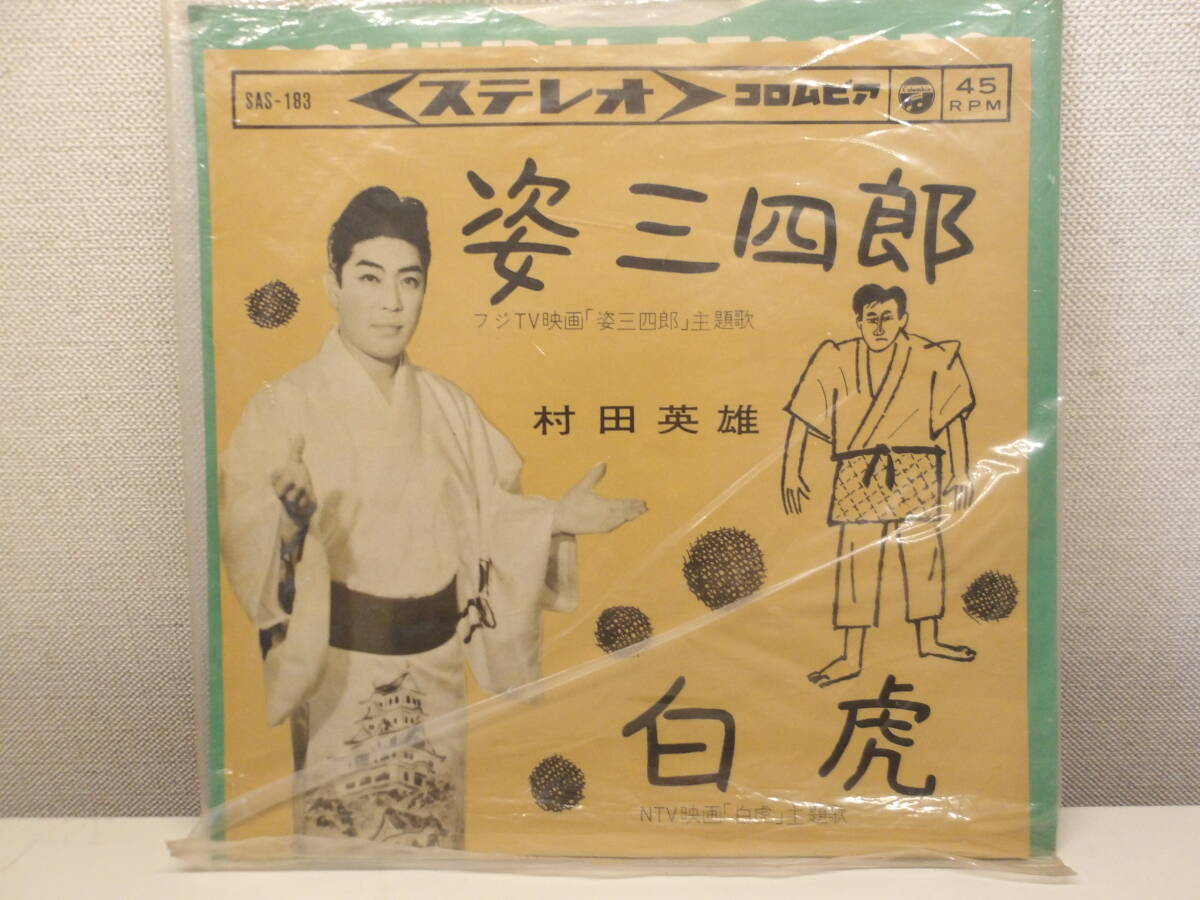 SAS-183 ステレオ コロムビア Columbia 45 RPM
姿三四郎
フジTV映画「姿三四郎」主題歌
村田英雄
白虎
NTV映画「白虎」主題歌